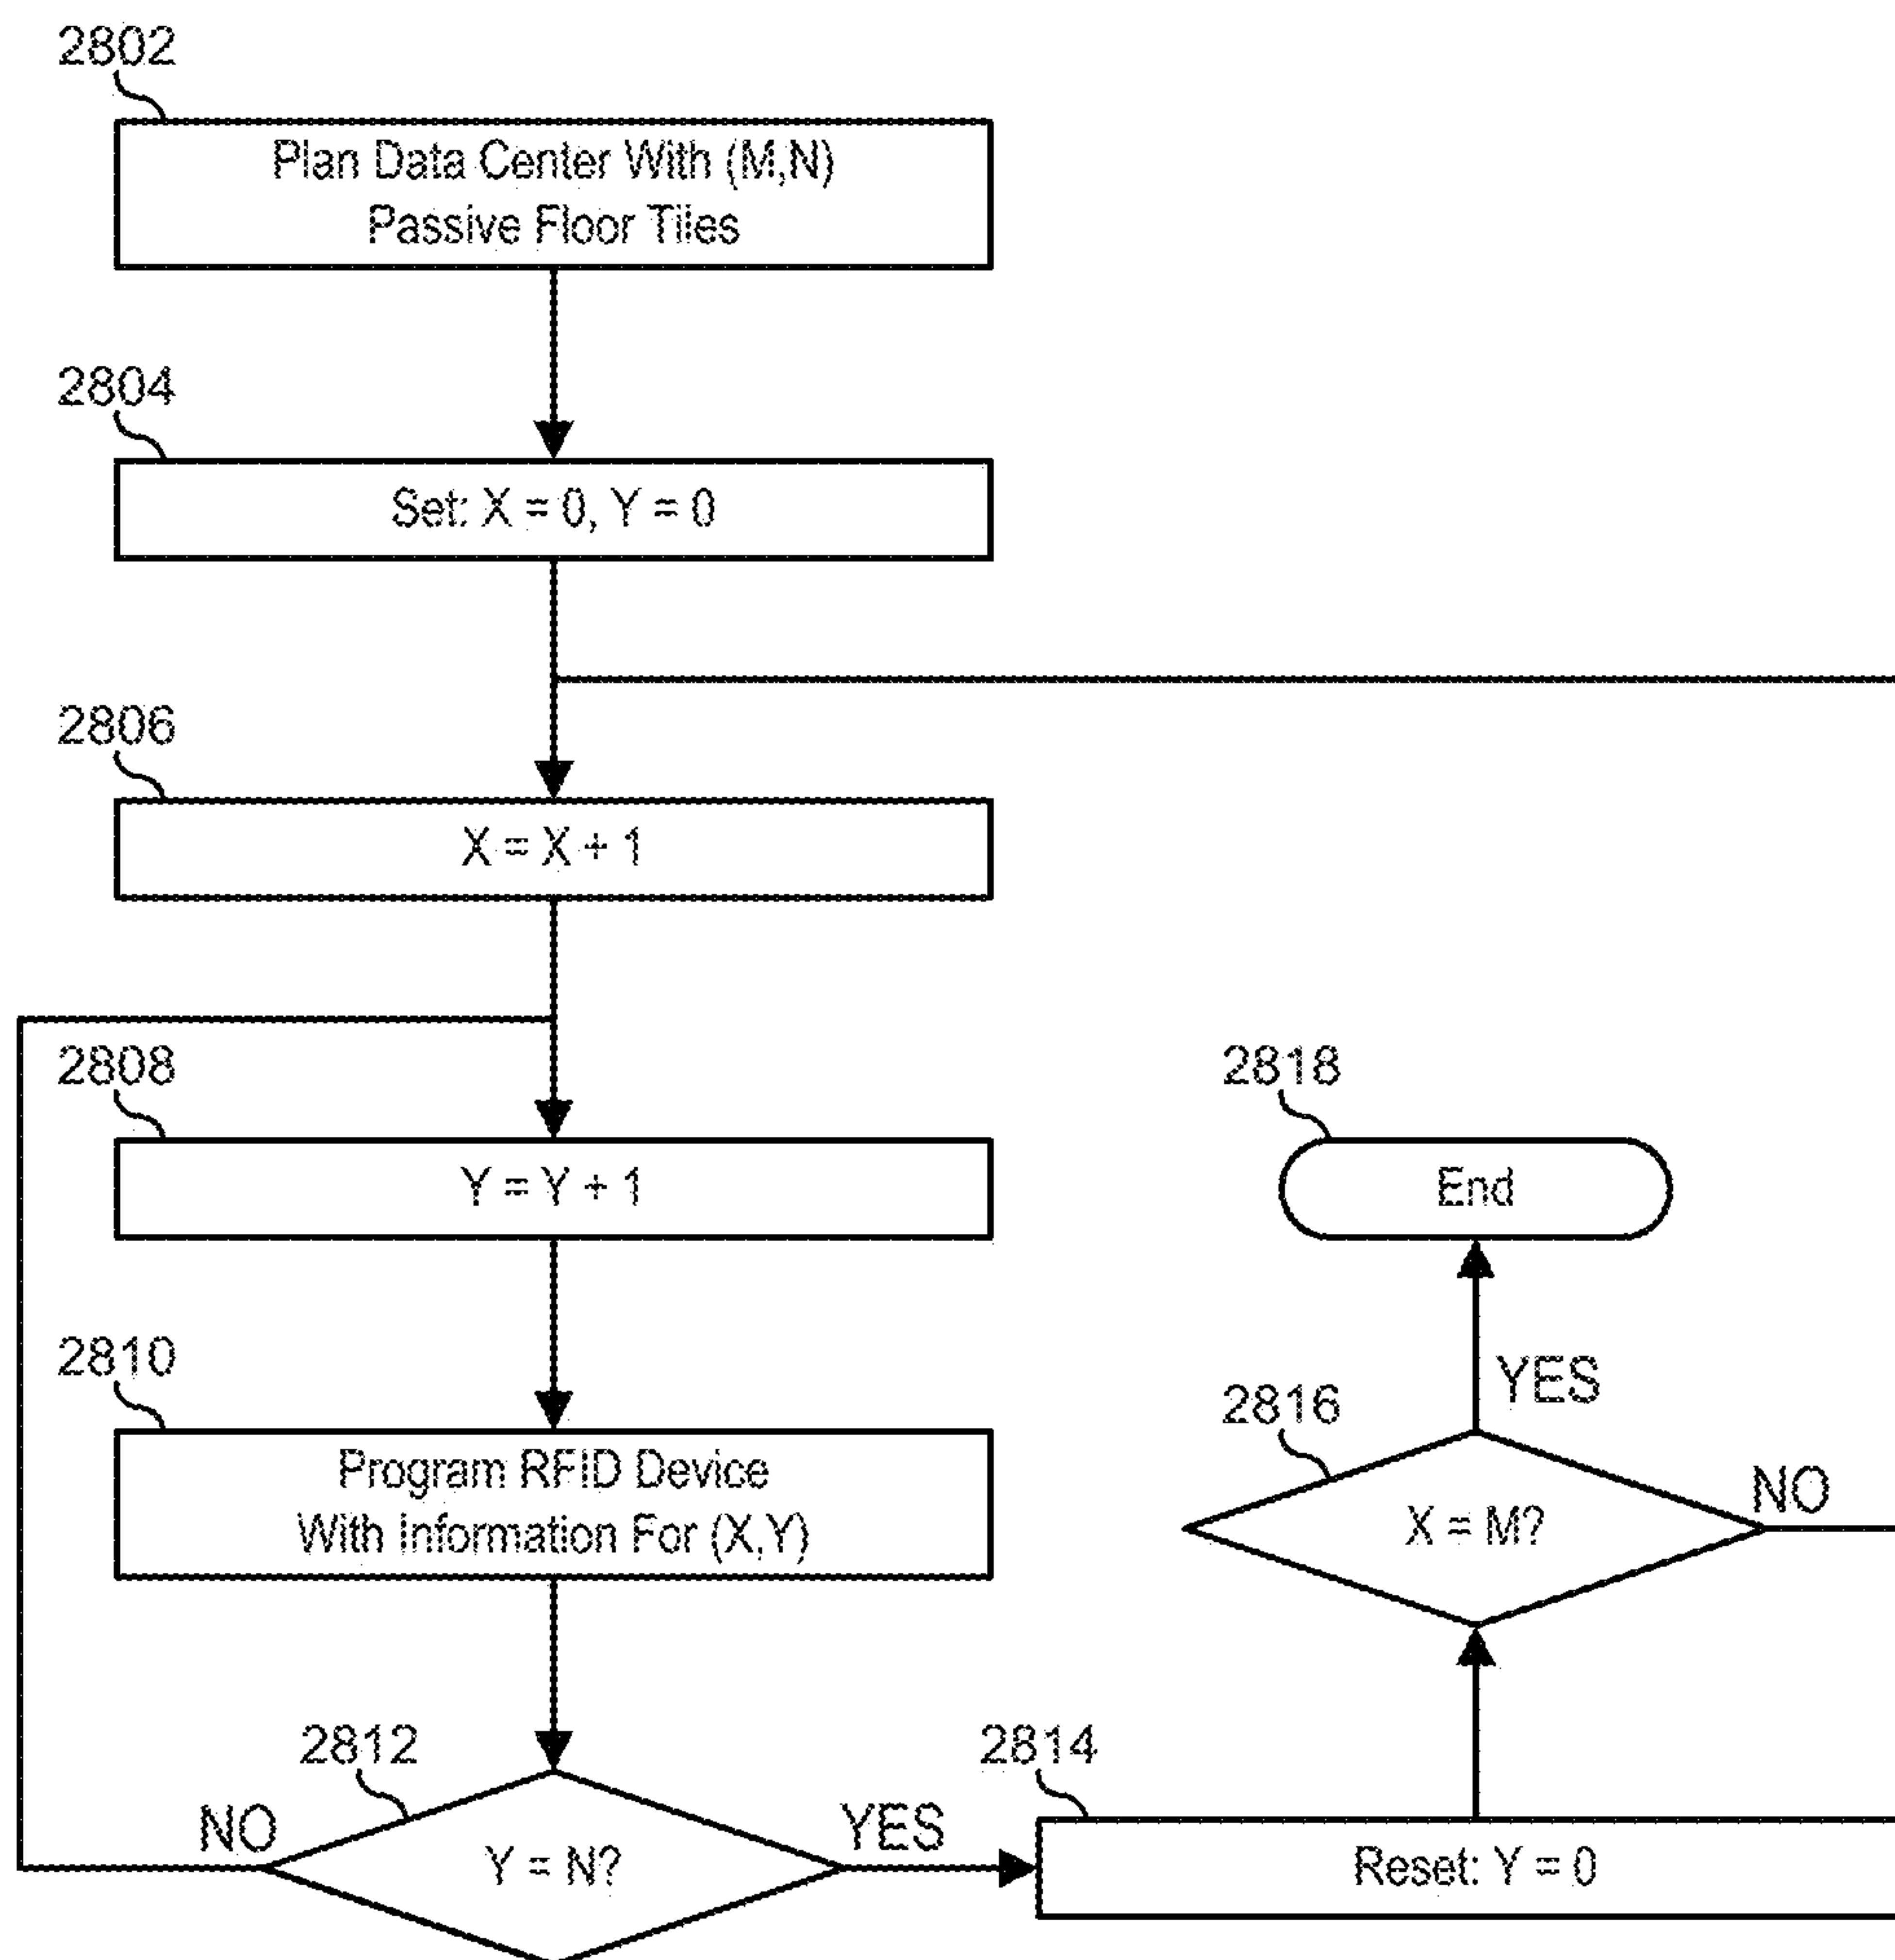 2802
Plan Data Center With (M,N)
Passive Floor Tiles
2804
Set: X = 0, Y = 0
2806
X = X + 1
2808
Y = Y + 1
2810
Program RFID Device
With Information For (X,Y)
2812
Y = N?
NO
YES
2814
Reset: Y = 0
2816
X = M?
NO
YES
2818
End